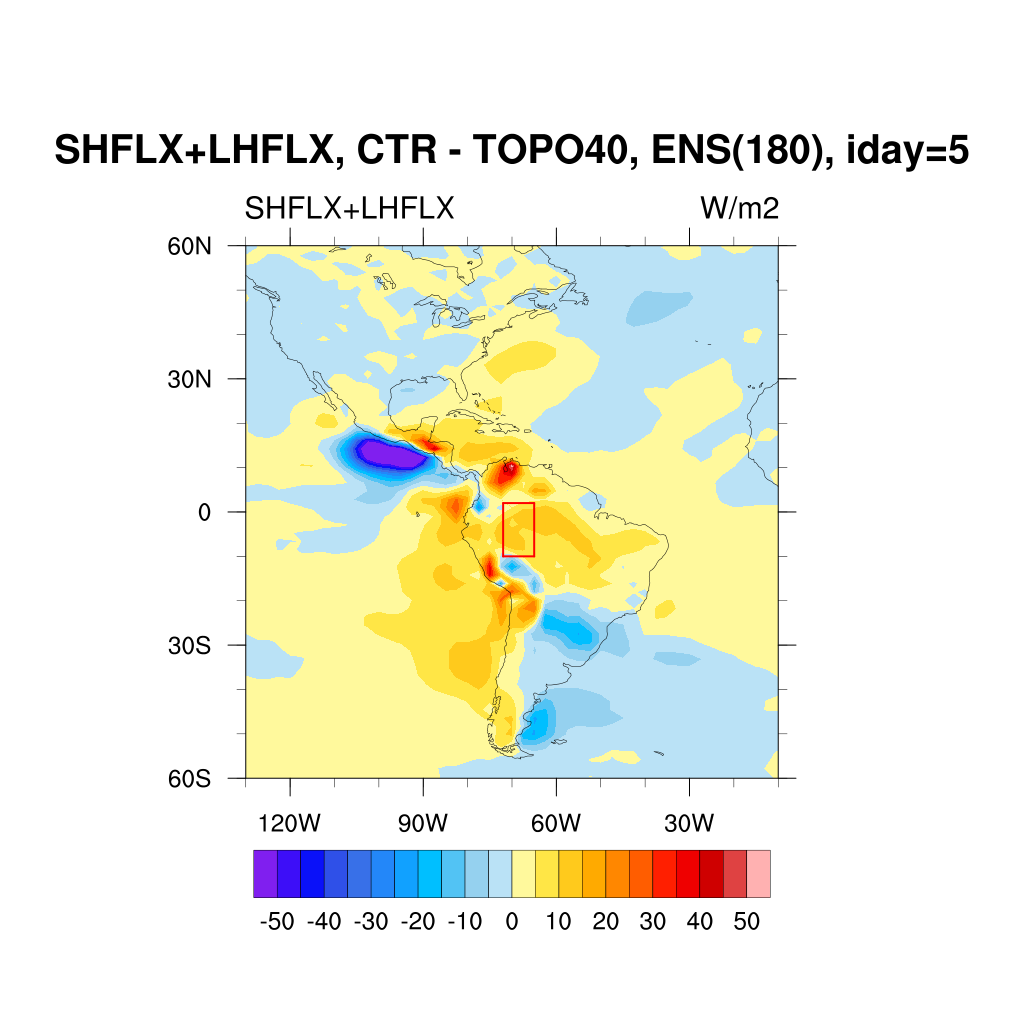 SHFLX+LHFLX, CTR - TOPO40, ENS(180), iday=5
SHFLX+LHFLX W/m2
60N
30N
0
30S
60S
120W 90W 60W 30W
-50 -40 -30 -20 -10 0 10 20 30 40 50